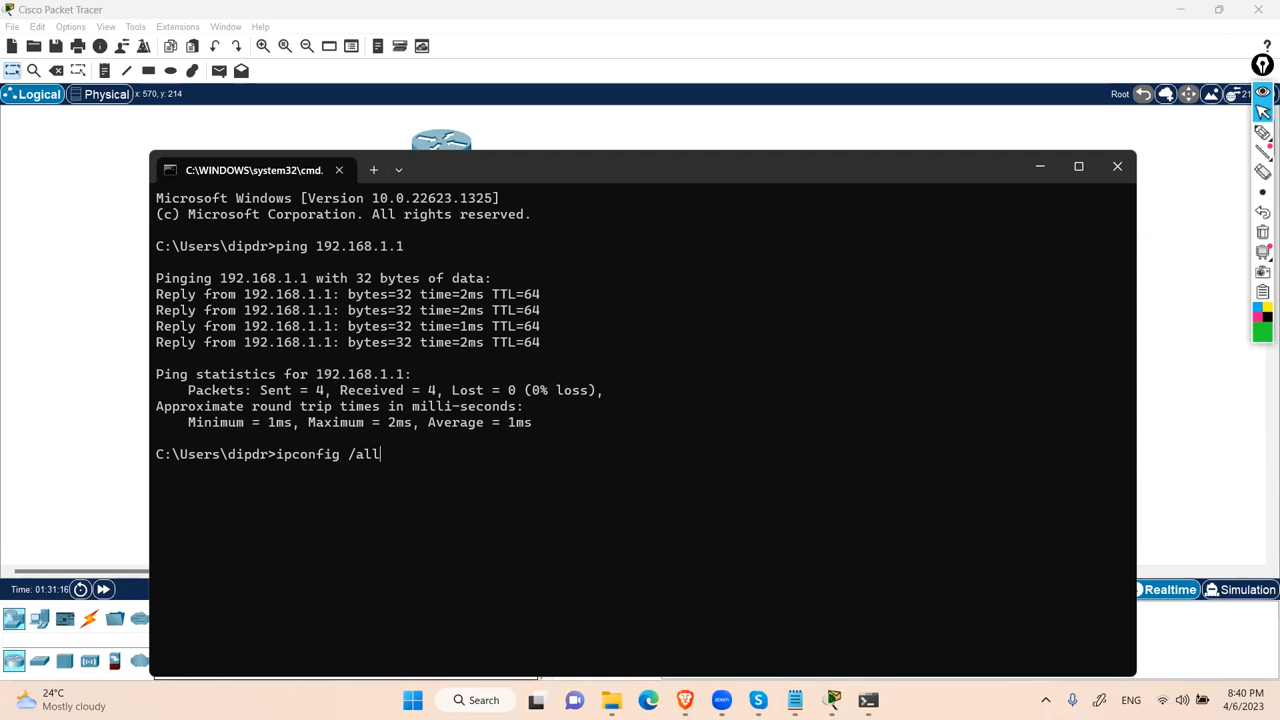 Cisco Packet Tracer
File Edit Options View Tools Extensions Window Help
Logical Physical x: 570, y: 214 Root
C:\WINDOWS\system32\cmd.
Microsoft Windows [Version 10.0.22623.1325]
(c) Microsoft Corporation. All rights reserved.
C:\Users\dipdr>ping 192.168.1.1
Pinging 192.168.1.1 with 32 bytes of data:
Reply from 192.168.1.1: bytes=32 time=2ms TTL=64
Reply from 192.168.1.1: bytes=32 time=2ms TTL=64
Reply from 192.168.1.1: bytes=32 time=1ms TTL=64
Reply from 192.168.1.1: bytes=32 time=2ms TTL=64
Ping statistics for 192.168.1.1:
Packets: Sent = 4, Received = 4, Lost = 0 (0% loss),
Approximate round trip times in milli-seconds:
Minimum = 1ms, Maximum = 2ms, Average = 1ms
C:\Users\dipdr>ipconfig /all
Time: 01:31:16 Realtime Simulation
24°C
Mostly cloudy
Search
zoom
ENG
8:40 PM
4/6/2023